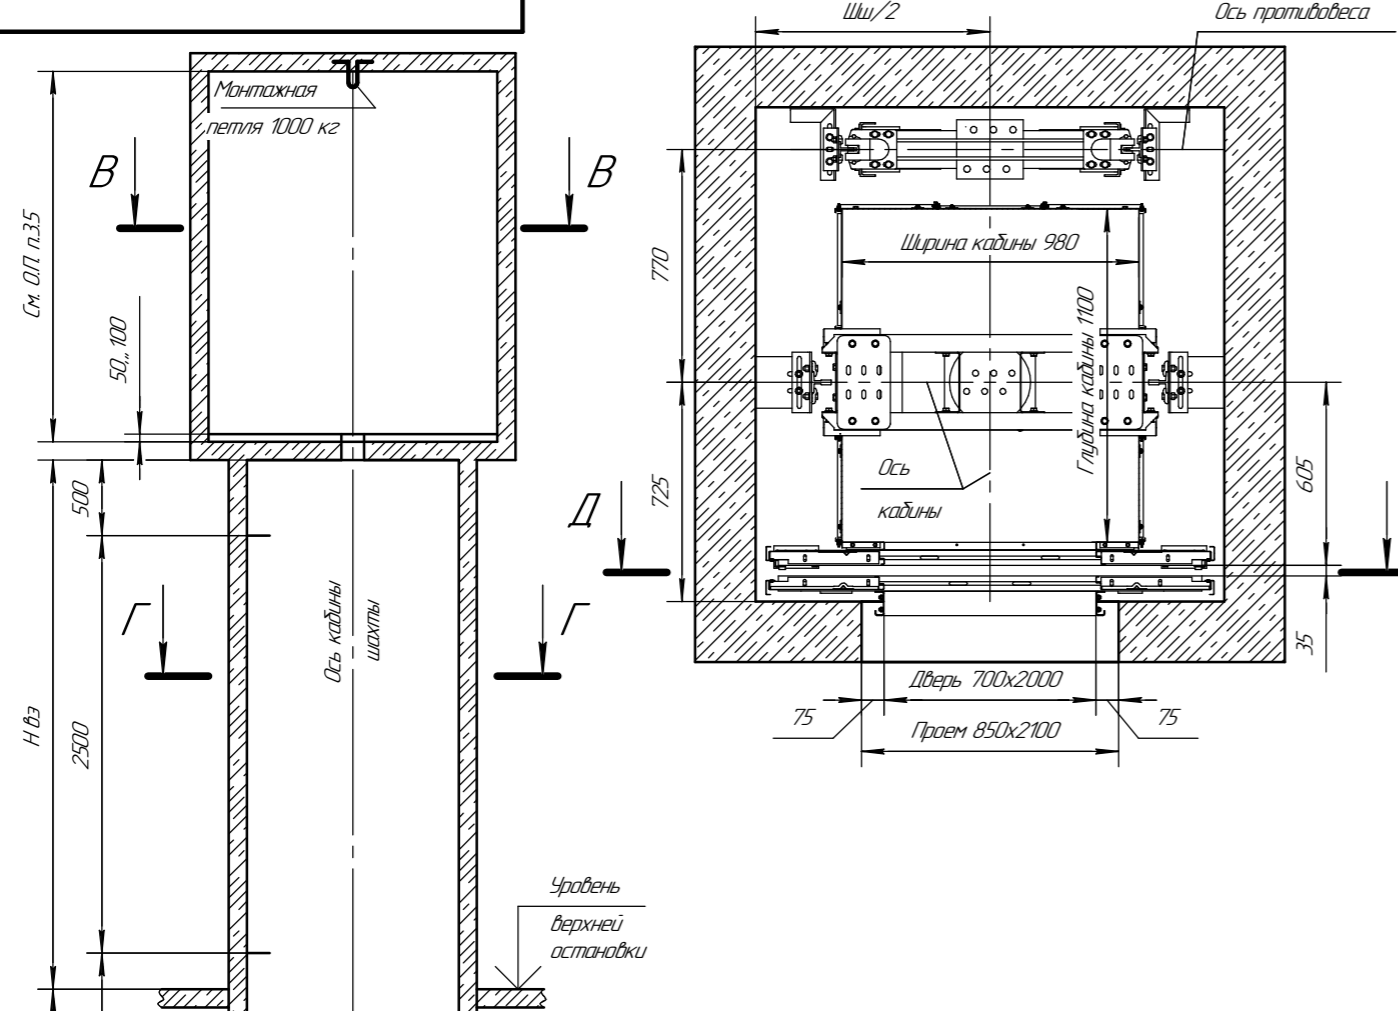 Шш/2
Ось противовеса
Монтажная
петля 1000 кг
В
В
См. О.П. п.3.5
50...100
770
Ширина кабины 980
Глубина кабины 1100
Ось
кабины
725
605
35
500
Д
Г
Г
Ось кабины
шахты
Н вэ
2500
Дверь 700х2000
75
75
Проем 850х2100
Уровень
верхней
остановки